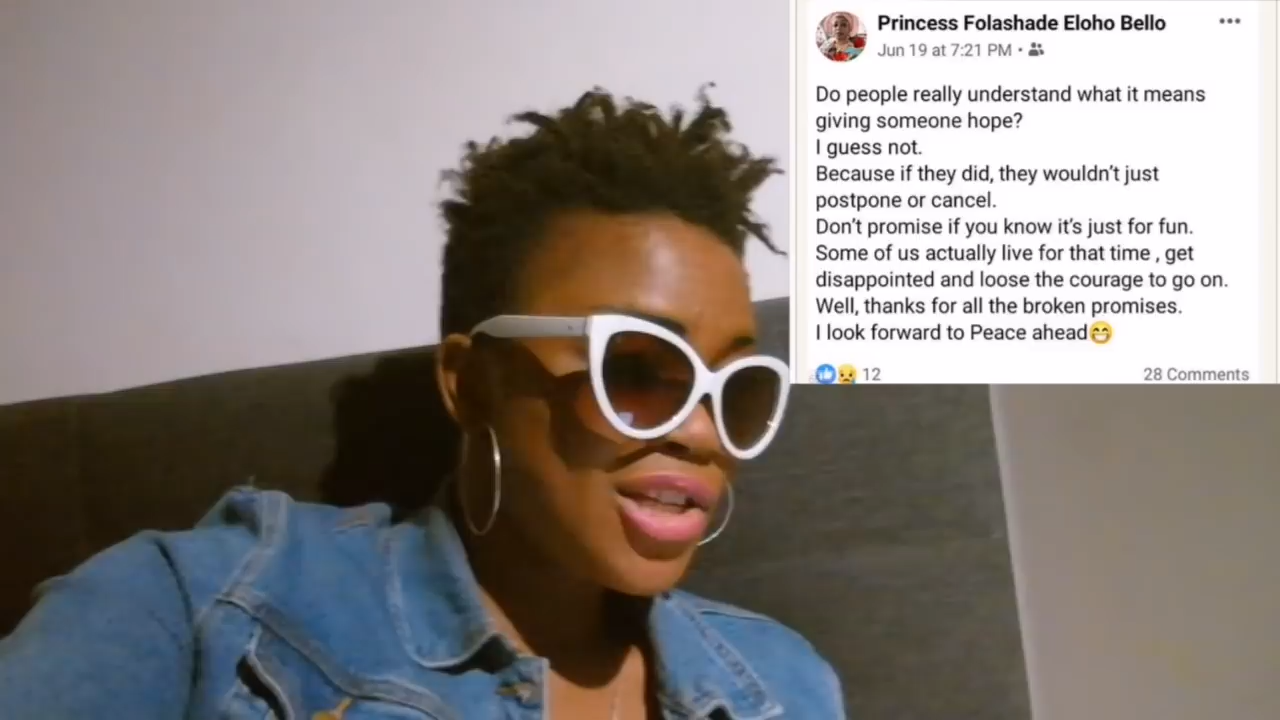 Princess Folashade Eloho Bello
Jun 19 at 7:21 PM ·
Do people really understand what it means
giving someone hope?
I guess not.
Because if they did, they wouldn't just
postpone or cancel.
Don't promise if you know it's just for fun.
Some of us actually live for that time , get
disappointed and loose the courage to go on.
Well, thanks for all the broken promises.
I look forward to Peace ahead😁
12 28 Comments